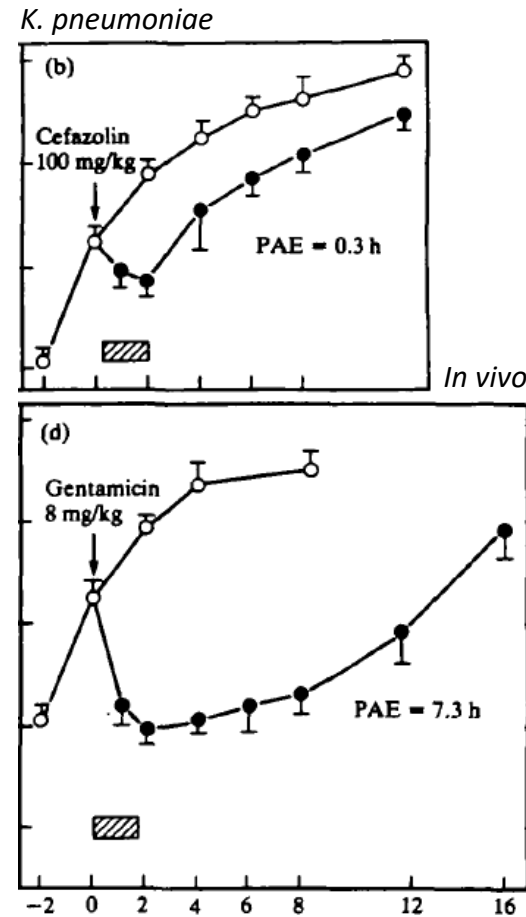 K. pneumoniae
(b)
Cefazolin
100 mg/kg
PAE = 0.3 h
In vivo
(d)
Gentamicin
8 mg/kg
PAE = 7.3 h
−2 0 2 4 6 8 12 16